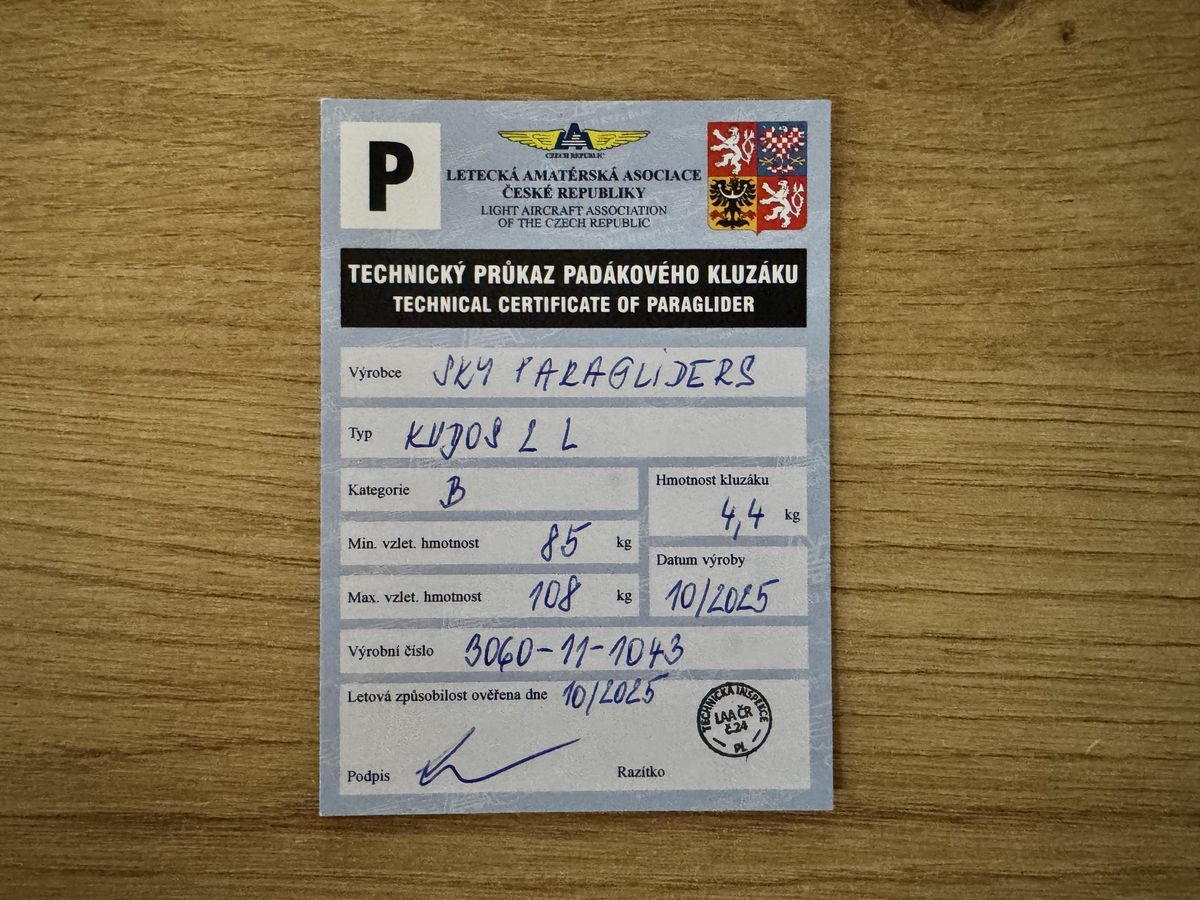 P
CZECH REPUBLIC
LETECKÁ AMATÉRSKÁ ASOCIACE
ČESKÉ REPUBLIKY
LIGHT AIRCRAFT ASSOCIATION
OF THE CZECH REPUBLIC
TECHNICKÝ PRŮKAZ PADÁKOVÉHO KLUZÁKU
TECHNICAL CERTIFICATE OF PARAGLIDER
Výrobce SKY PARAGLIDERS
Typ KUDOS 2 L
Kategorie B
Hmotnost kluzáku
4,4 kg
Min. vzlet. hmotnost 85 kg
Datum výroby
10/2025
Max. vzlet. hmotnost 108 kg
Výrobní číslo 3060-11-1043
Letová způsobilost ověřena dne 10/2025
TECHNICKÁ INSPEKCE
LAA ČR
č.24
PL
Podpis
Razítko